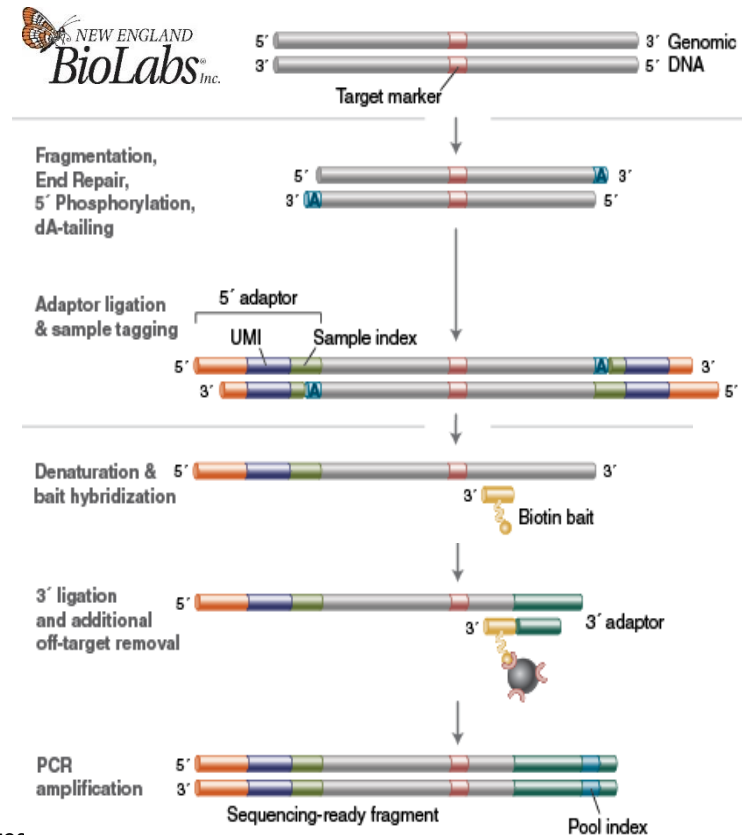 NEW ENGLAND
BioLabs® Inc.
5´ 3´ Genomic
3´ 5´ DNA
Target marker
Fragmentation,
End Repair,
5´ Phosphorylation,
dA-tailing
5´ A 3´
3´ A 5´
Adaptor ligation
& sample tagging
5´ adaptor
UMI Sample index
5´ A 3´
3´ A 5´
Denaturation &
bait hybridization
5´ 3´
3´
Biotin bait
3´ ligation
and additional
off-target removal
5´
3´ 3´ adaptor
PCR
amplification
5´
3´
Sequencing-ready fragment
Pool index